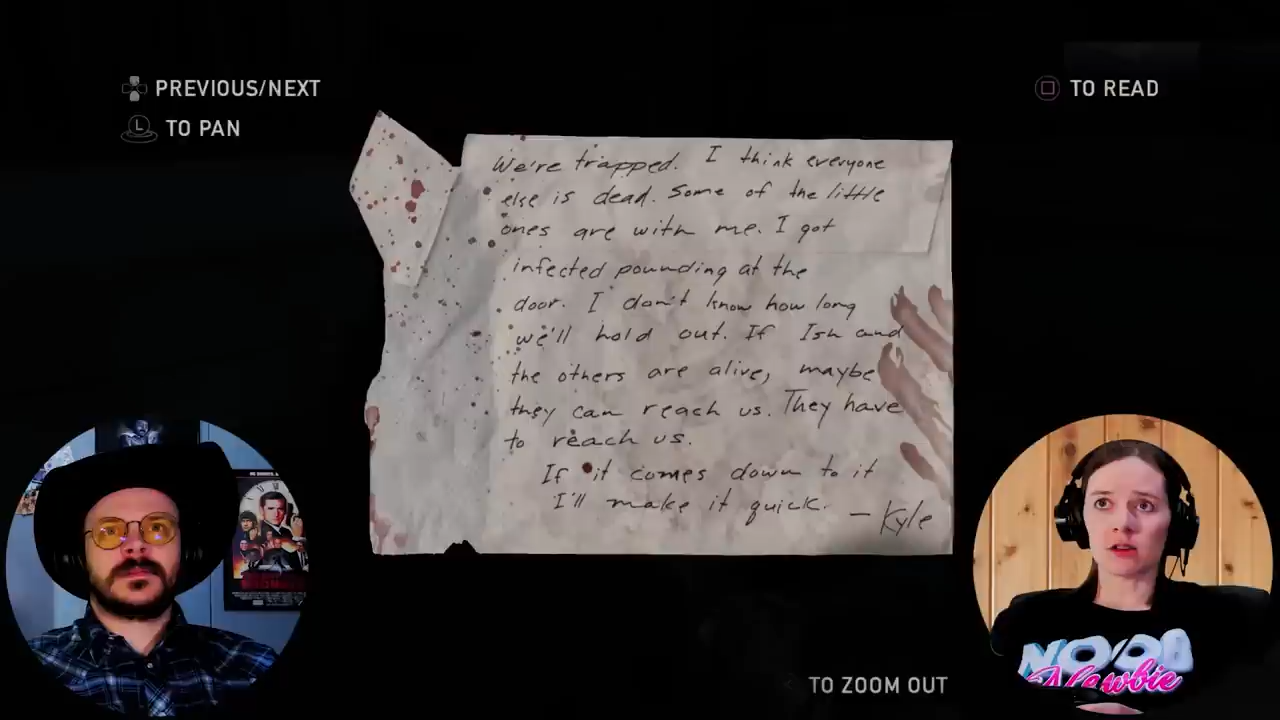 PREVIOUS/NEXT
L TO PAN
TO READ
We're trapped. I think everyone
else is dead. Some of the little
ones are with me. I got
infected pounding at the
door. I don't know how long
we'll hold out. If Ish and
the others are alive, maybe
they can reach us. They have
to reach us.
If it comes down to it
I'll make it quick. – Kyle
TO ZOOM OUT
NOOB
Newbie